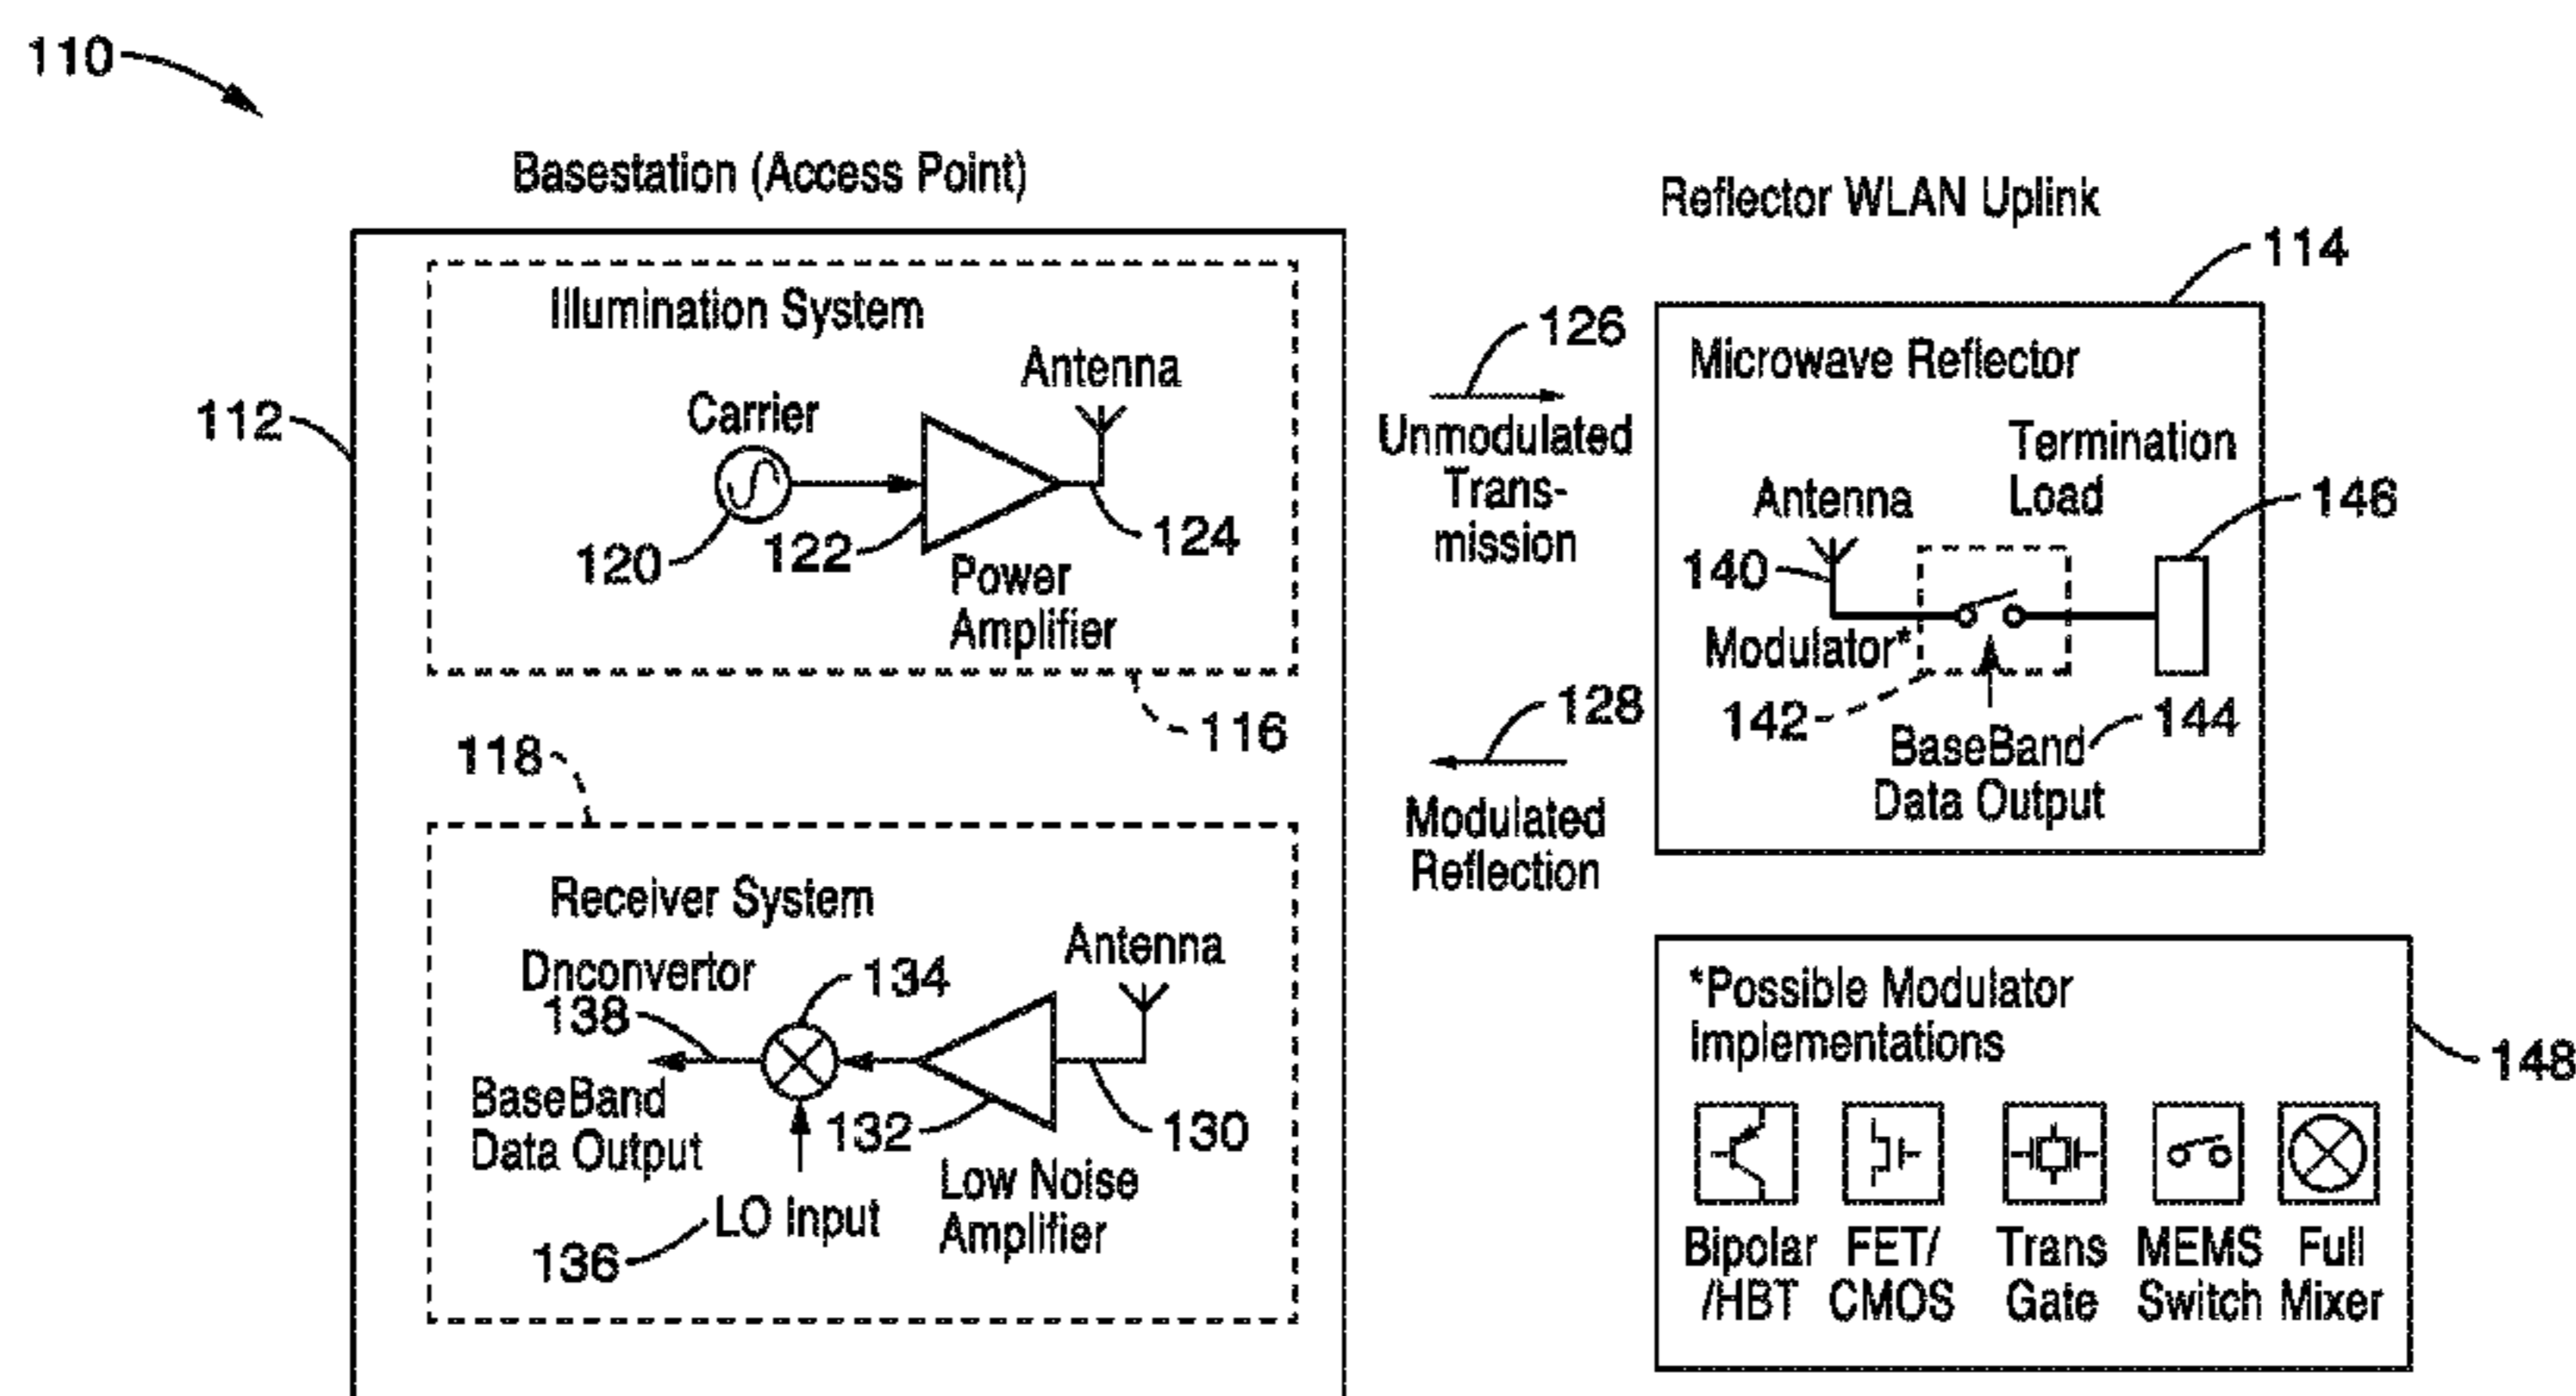 110
Basestation (Access Point)
112
Illumination System
Carrier
Antenna
120
122
124
Power
Amplifier
116
118
Receiver System
Dnconvertor
138
134
Antenna
BaseBand
Data Output
132
130
LO Input
136
Low Noise
Amplifier
126
Unmodulated
Trans-
mission
128
Modulated
Reflection
Reflector WLAN Uplink
114
Microwave Reflector
Termination
Load
Antenna
146
140
Modulator*
142
BaseBand
Data Output
144
*Possible Modulator
Implementations
148
Bipolar
/HBT
FET/
CMOS
Trans
Gate
MEMS
Switch
Full
Mixer